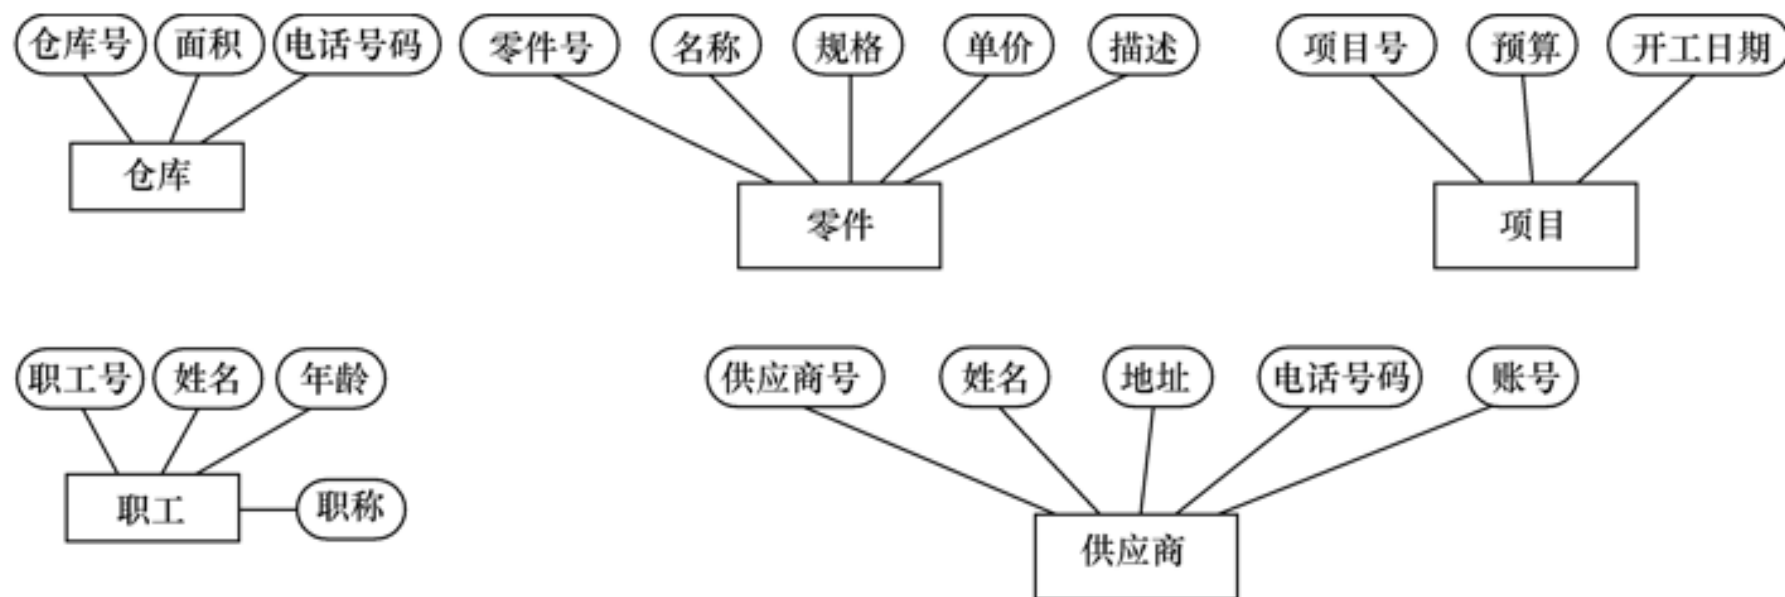 仓库号 面积 电话号码 零件号 名称 规格 单价 描述 项目号 预算 开工日期
仓库
零件 项目
职工号 姓名 年龄 供应商号 姓名 地址 电话号码 账号
职工 职称
供应商